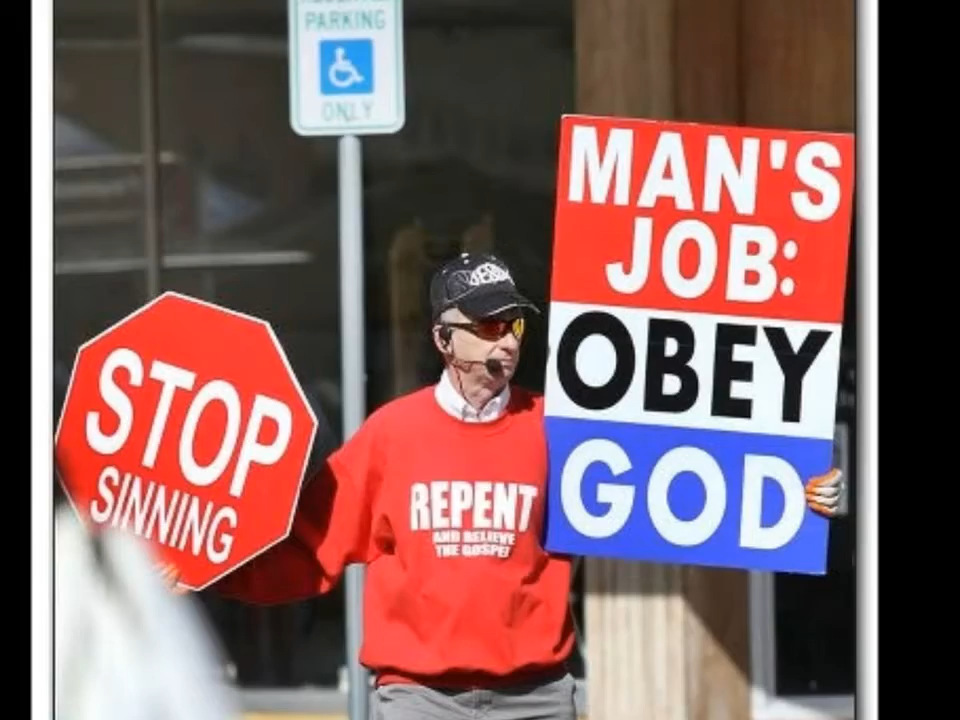 PARKING
ONLY
MAN'S
JOB:
OBEY
GOD
STOP
SINNING
REPENT
AND BELIEVE
THE GOSPEL